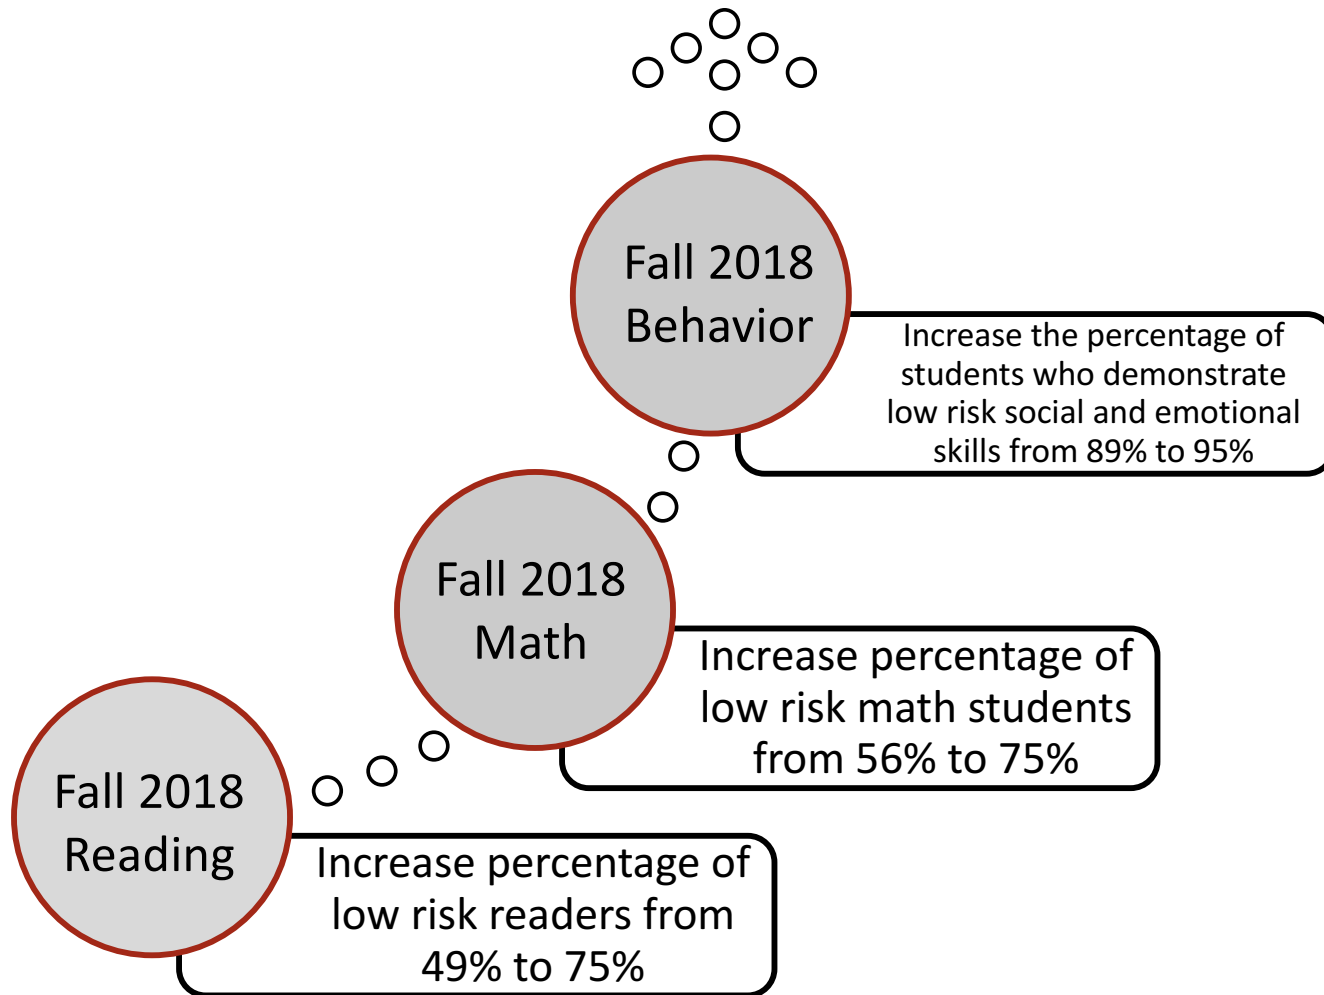 Fall 2018
Behavior
Increase the percentage of
students who demonstrate
low risk social and emotional
skills from 89% to 95%
Fall 2018
Math
Increase percentage of
low risk math students
from 56% to 75%
Fall 2018
Reading
Increase percentage of
low risk readers from
49% to 75%